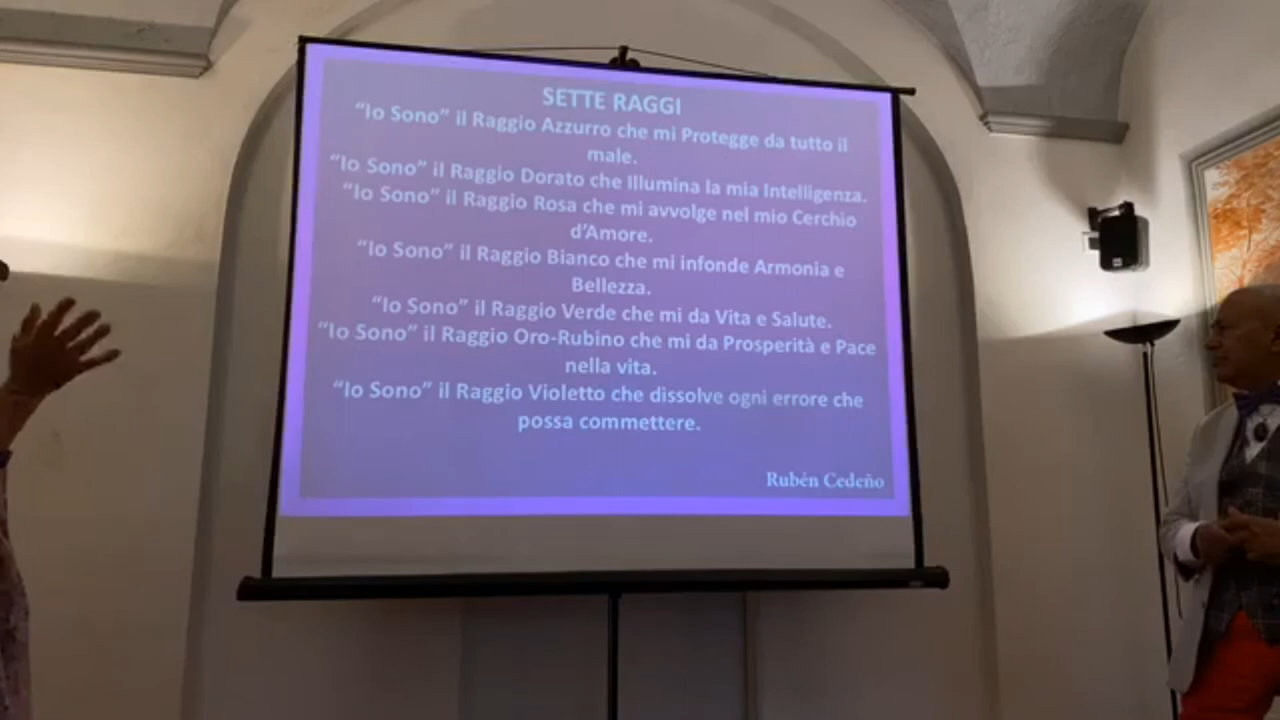 SETTE RAGGI
“Io Sono” il Raggio Azzurro che mi Protegge da tutto il
male.
“Io Sono” il Raggio Dorato che Illumina la mia Intelligenza.
“Io Sono” il Raggio Rosa che mi avvolge nel mio Cerchio
d’Amore.
“Io Sono” il Raggio Bianco che mi infonde Armonia e
Bellezza.
“Io Sono” il Raggio Verde che mi da Vita e Salute.
“Io Sono” il Raggio Oro-Rubino che mi da Prosperità e Pace
nella vita.
“Io Sono” il Raggio Violetto che dissolve ogni errore che
possa commettere.
Rubén Cedeño